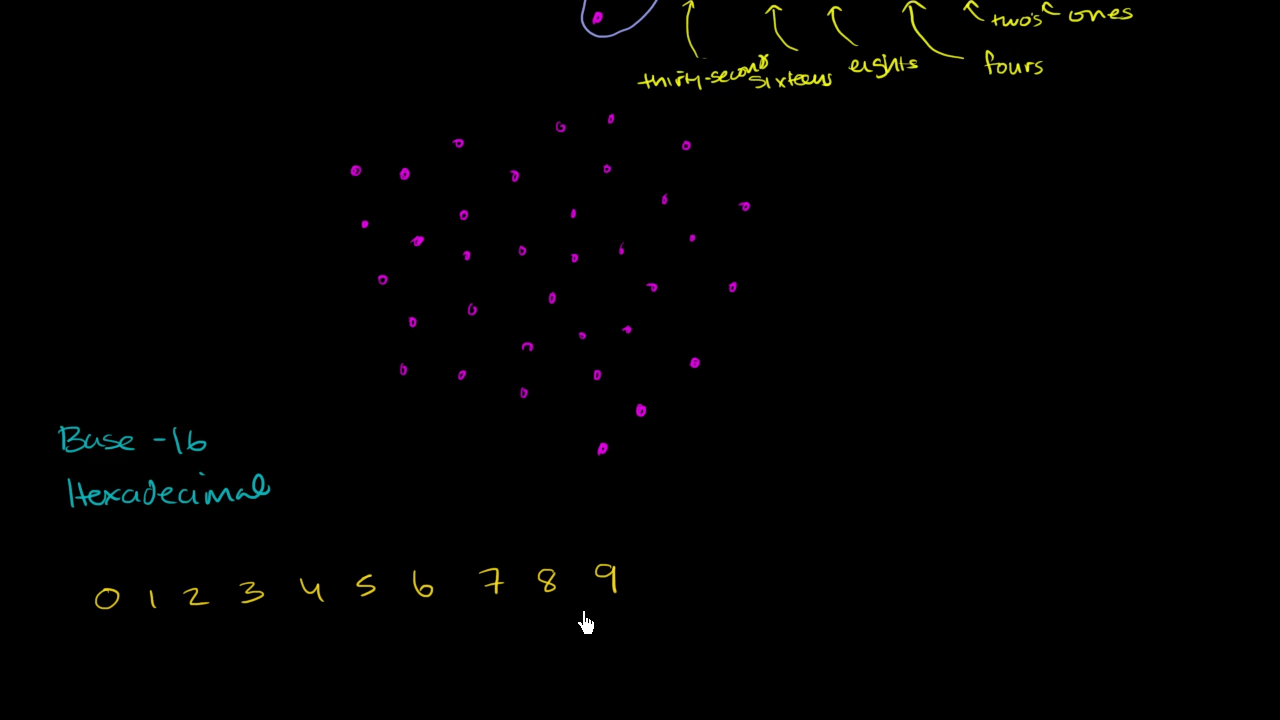 two's ones
thirty-second sixteens eights fours
Base -16
Hexadecimal
0 1 2 3 4 5 6 7 8 9